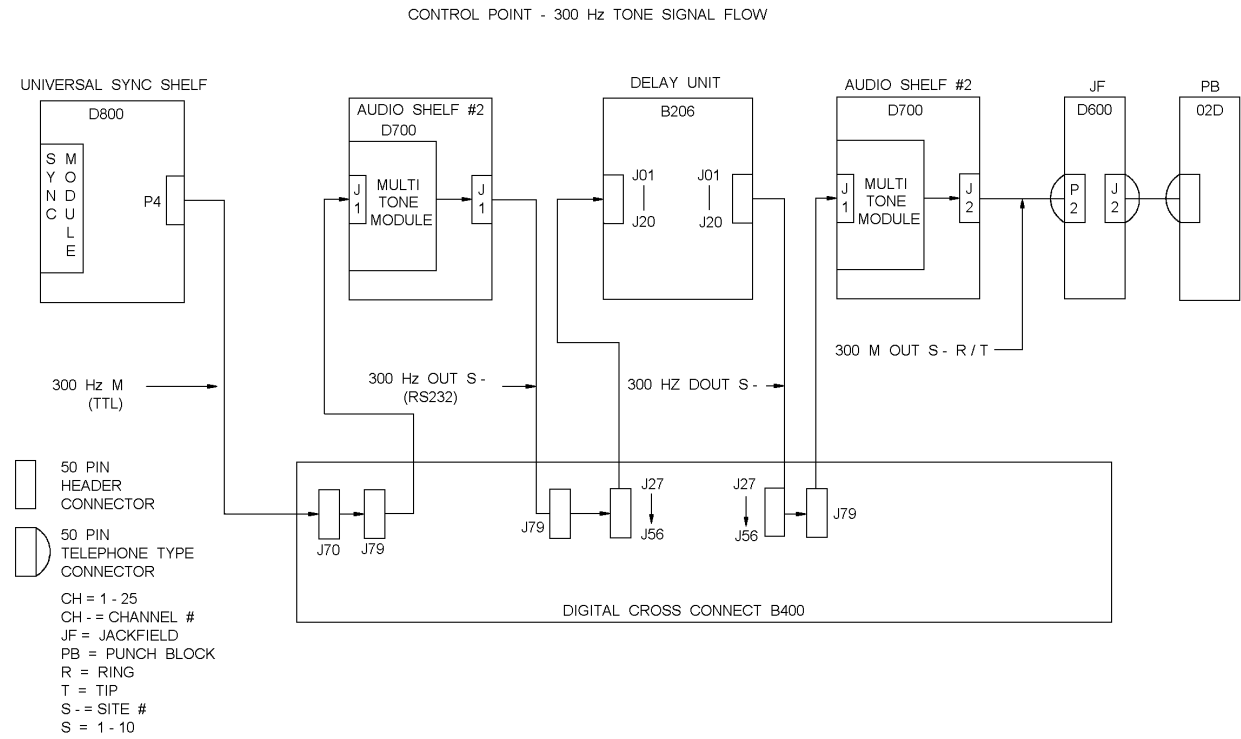 CONTROL POINT - 300 Hz TONE SIGNAL FLOW
UNIVERSAL SYNC SHELF
D800
SYNC
MODULE
P4
AUDIO SHELF #2
D700
J1
MULTI
TONE
MODULE
J1
DELAY UNIT
B206
J01
J20
J01
J20
AUDIO SHELF #2
D700
J1
MULTI
TONE
MODULE
J2
JF
D600
P2
J2
PB
02D
300 Hz M
(TTL)
300 Hz OUT S -
(RS232)
300 HZ DOUT S -
300 M OUT S - R / T
J70
J79
J79
J27
J56
J27
J56
J79
DIGITAL CROSS CONNECT B400
50 PIN
HEADER
CONNECTOR
50 PIN
TELEPHONE TYPE
CONNECTOR
CH = 1 - 25
CH - = CHANNEL #
JF = JACKFIELD
PB = PUNCH BLOCK
R = RING
T = TIP
S - = SITE #
S = 1 - 10